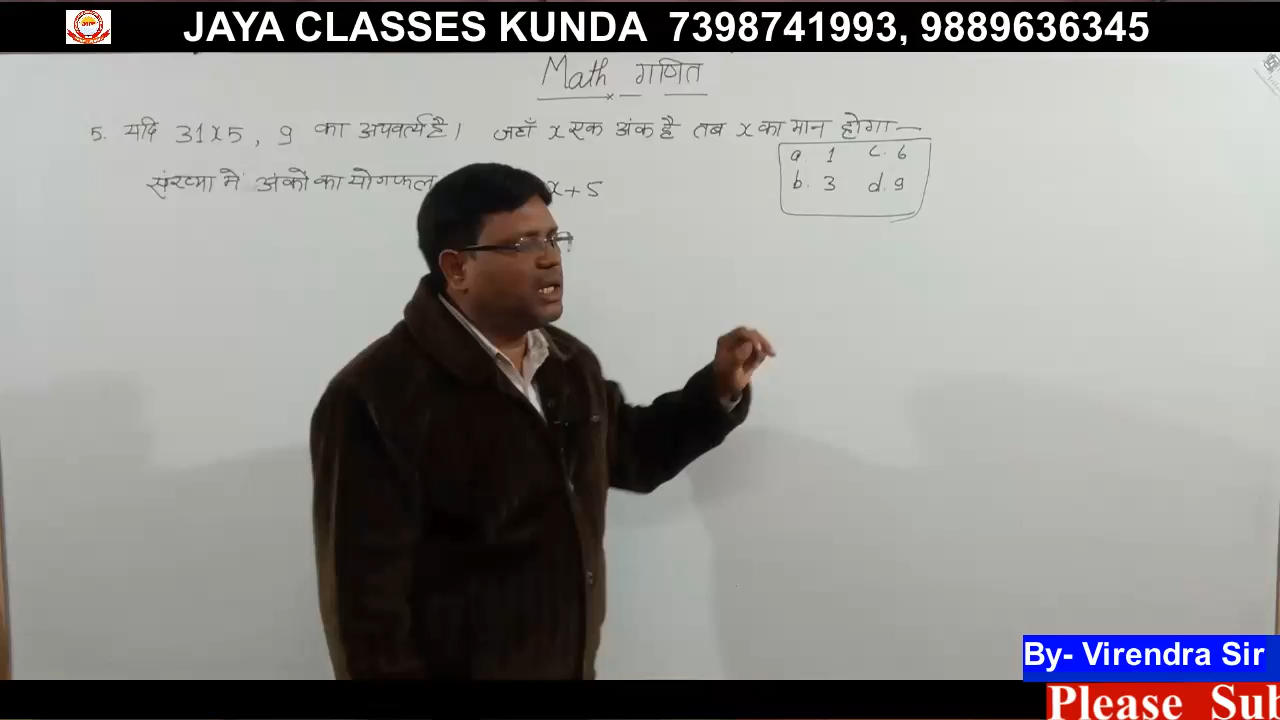 JAYA CLASSES KUNDA 7398741993, 9889636345
Math गणित
5. यदि 31x5, 9 का अपवर्त्य है। जहाँ x एक अंक है तब x का मान होगा —
a 1 c. 6
b. 3 d. 9
संख्या में अंकों का योगफल x + 5
By- Virendra Sir
Please Sub